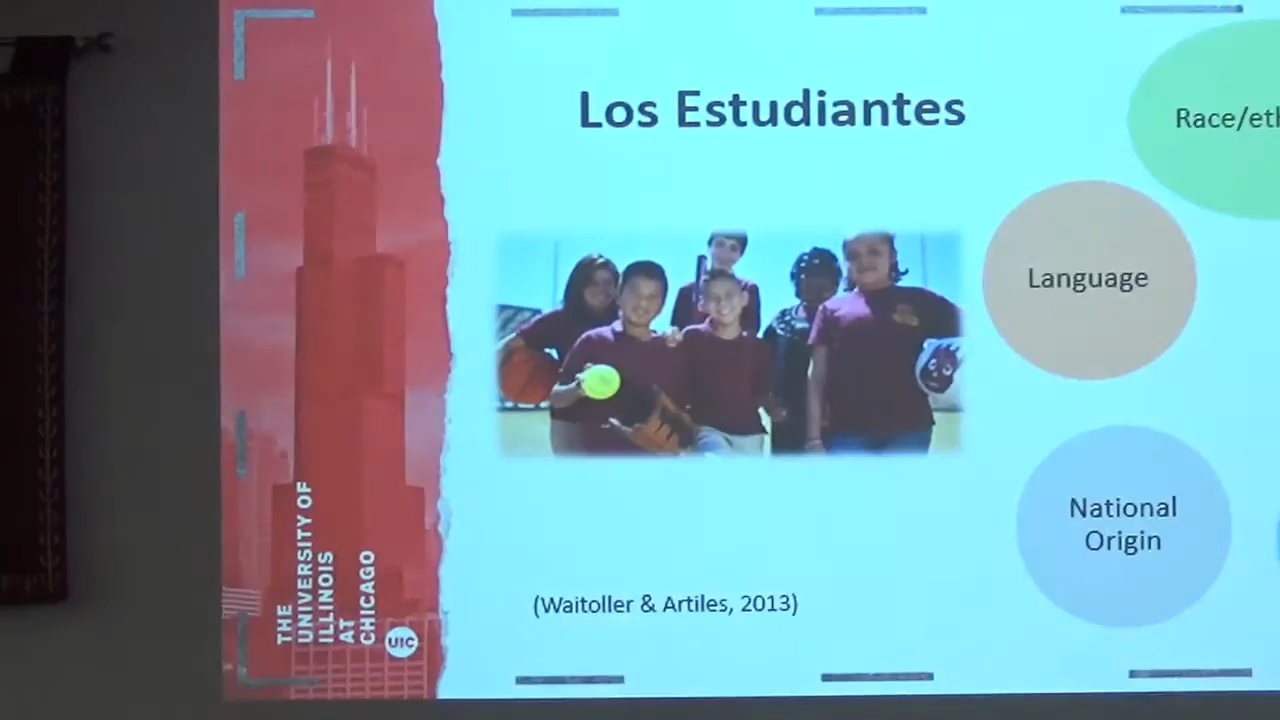 Los Estudiantes
Race/eth
Language
National
Origin
(Waitoller & Artiles, 2013)
THE
UNIVERSITY OF
ILLINOIS
AT
CHICAGO
UIC